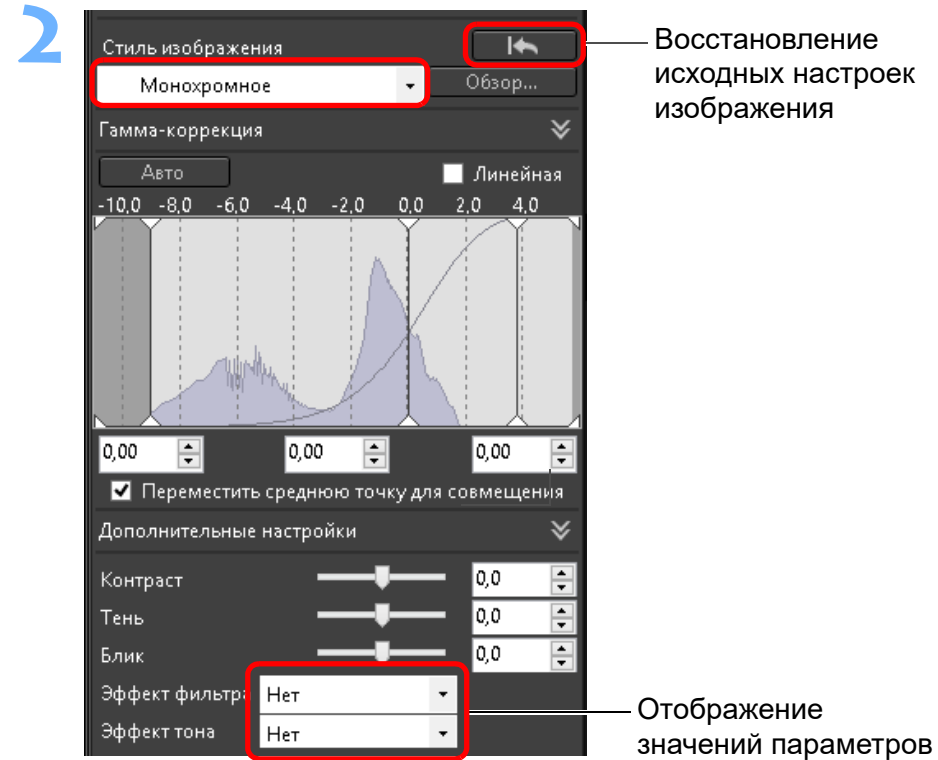 2
Стиль изображения
Монохромное
Обзор...
Восстановление
исходных настроек
изображения
Гамма-коррекция
Авто
Линейная
-10,0 -8,0 -6,0 -4,0 -2,0 0,0 2,0 4,0
0,00 0,00 0,00
Переместить среднюю точку для совмещения
Дополнительные настройки
Контраст 0,0
Тень 0,0
Блик 0,0
Эффект фильтра Нет
Эффект тона Нет
Отображение
значений параметров